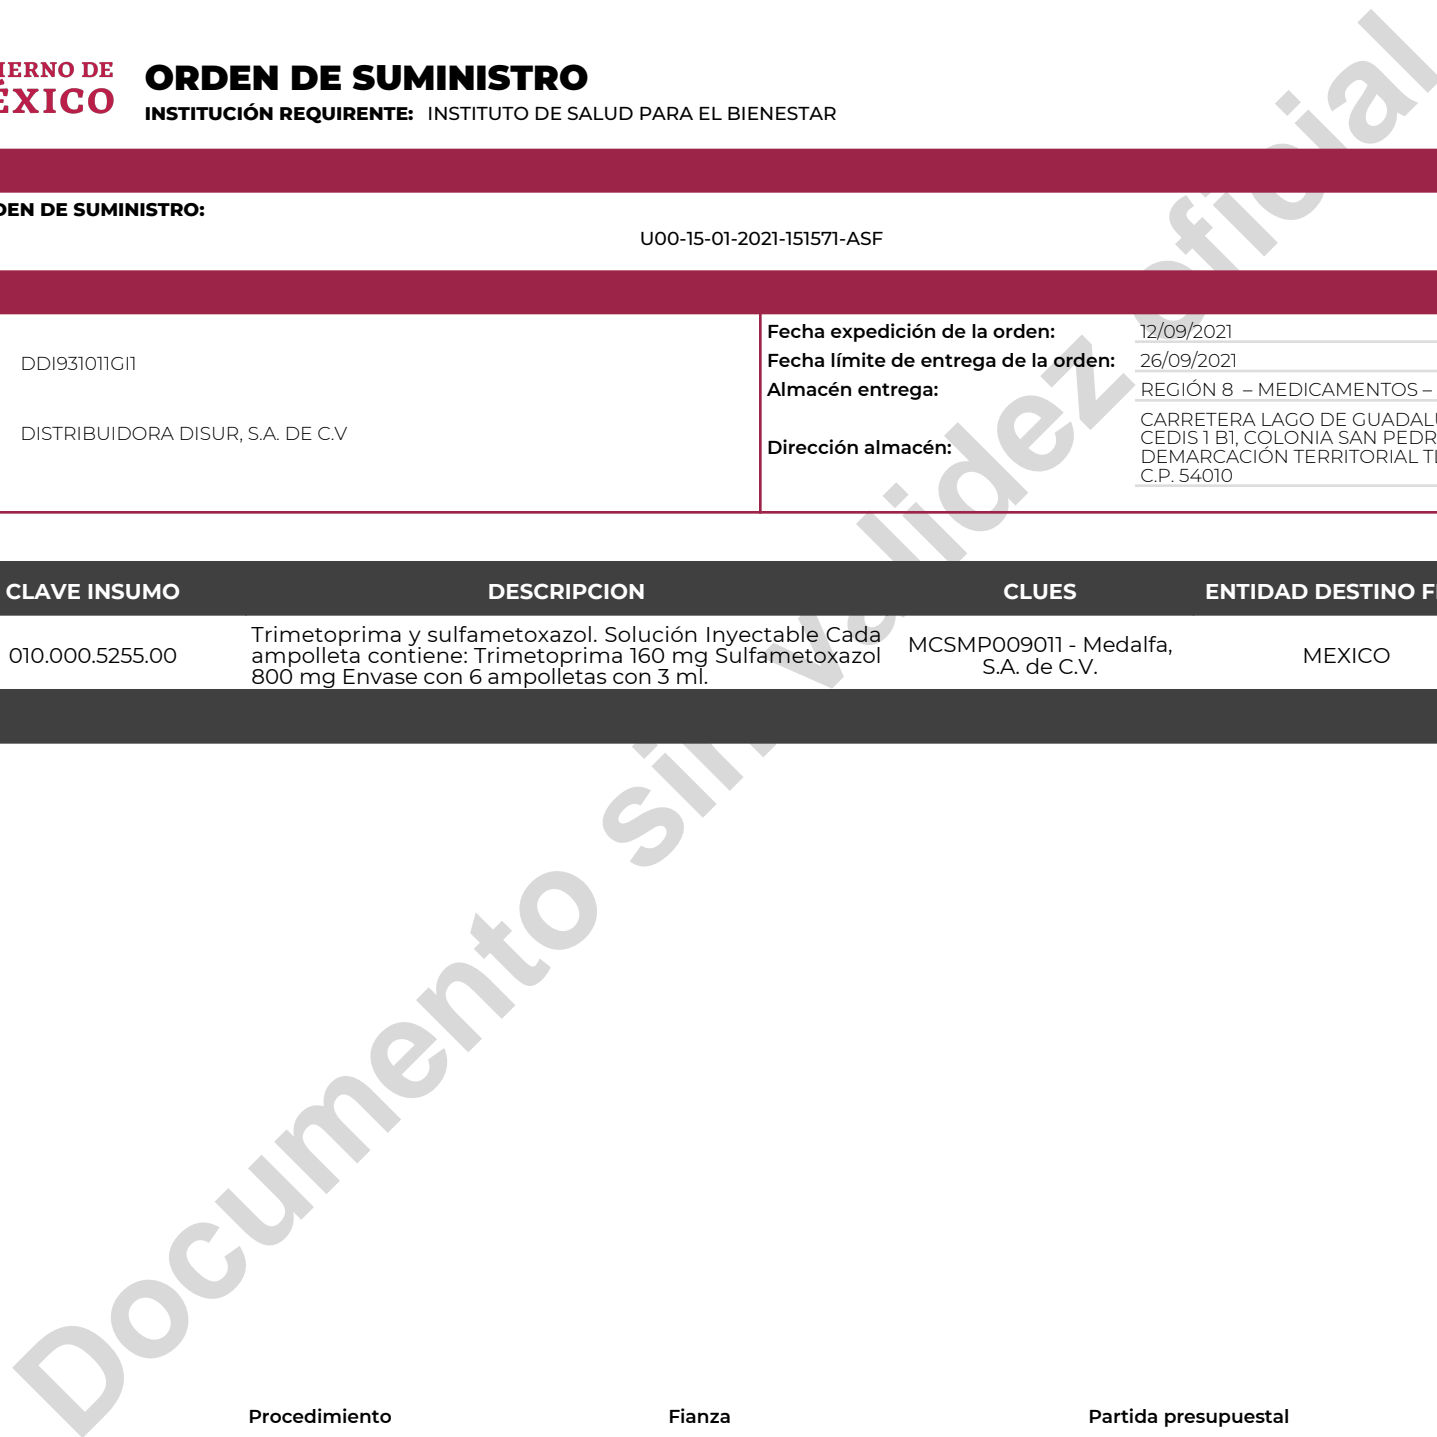 IERNO DE
ÉXICO
ORDEN DE SUMINISTRO
INSTITUCIÓN REQUIRENTE: INSTITUTO DE SALUD PARA EL BIENESTAR
DEN DE SUMINISTRO:
U00-15-01-2021-151571-ASF
DDI931011GI1
DISTRIBUIDORA DISUR, S.A. DE C.V
Fecha expedición de la orden: 12/09/2021
Fecha límite de entrega de la orden: 26/09/2021
Almacén entrega: REGIÓN 8 – MEDICAMENTOS –
Dirección almacén:
CARRETERA LAGO DE GUADALU
CEDIS 1 B1, COLONIA SAN PEDR
DEMARCACIÓN TERRITORIAL TL
C.P. 54010
CLAVE INSUMO DESCRIPCION CLUES ENTIDAD DESTINO FI
010.000.5255.00
Trimetoprima y sulfametoxazol. Solución Inyectable Cada
ampolleta contiene: Trimetoprima 160 mg Sulfametoxazol
800 mg Envase con 6 ampolletas con 3 ml.
MCSMP009011 - Medalfa,
S.A. de C.V.
MEXICO
Documento sin validez oficial
Procedimiento Fianza Partida presupuestal